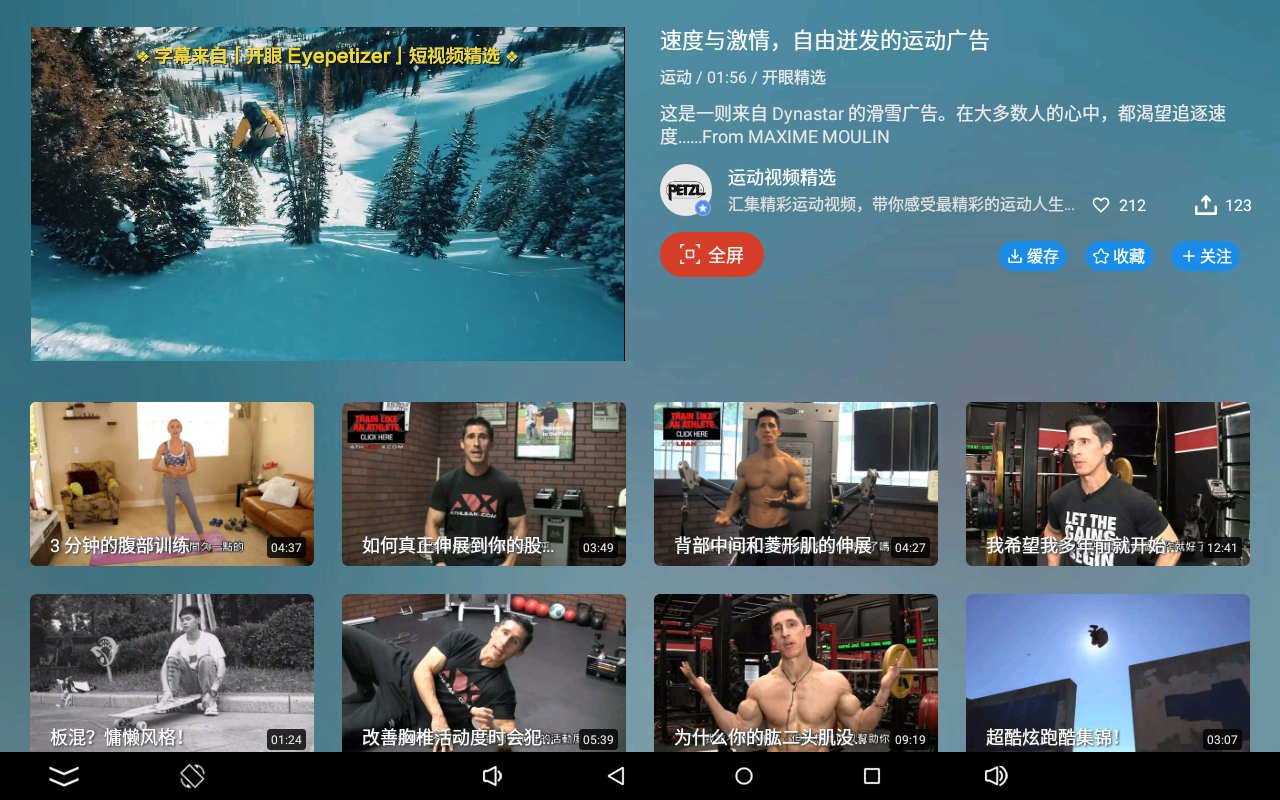 ❖ 字幕来自「开眼 Eyepetizer」短视频精选 ❖
速度与激情，自由迸发的运动广告
运动 / 01:56 / 开眼精选
这是一则来自 Dynastar 的滑雪广告。在大多数人的心中，都渴望追逐速
度……From MAXIME MOULIN
PETZL
运动视频精选
汇集精彩运动视频，带你感受最精彩的运动人生...
212
123
全屏
缓存
收藏
关注
3 分钟的腹部训练
04:37
TRAIN LIKE
AN ATHLETE
CLICK HERE
ATHLEANX.COM
如何真正伸展到你的股...
03:49
TRAIN LIKE
AN ATHLETE
CLICK HERE
背部中间和菱形肌的伸展
04:27
LET THE
GAINS
BEGIN
我希望我多年前就开始...
12:41
板混？慵懒风格！
01:24
改善胸椎活动度时会犯...
05:39
为什么你的肱二头肌没...
09:19
超酷炫跑酷集锦！
03:07